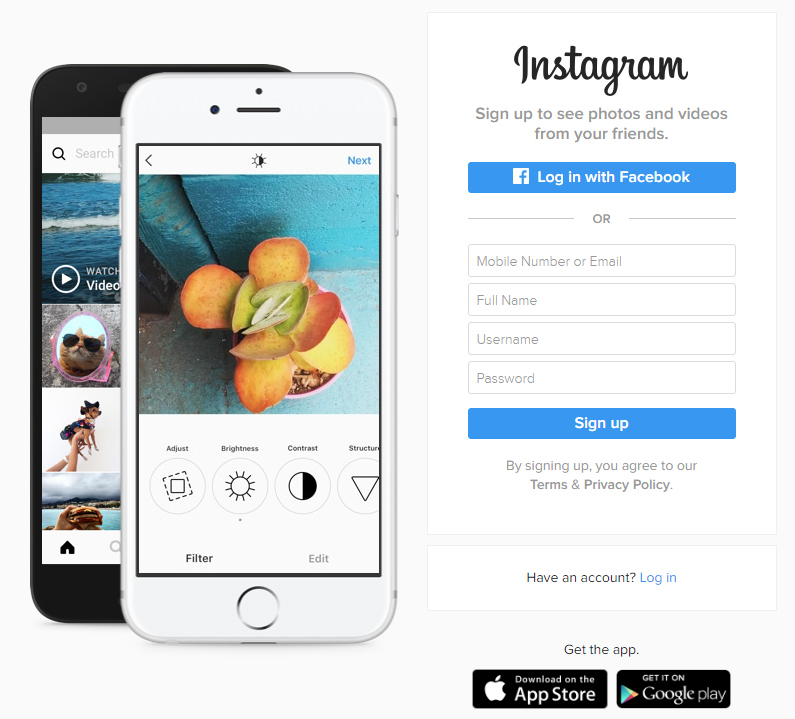 Search
WATCH
Video
Next
Adjust
Brightness
Contrast
Structure
Filter
Edit
Instagram
Sign up to see photos and videos
from your friends.
Log in with Facebook
OR
Mobile Number or Email
Full Name
Username
Password
Sign up
By signing up, you agree to our
Terms & Privacy Policy.
Have an account? Log in
Get the app.
Download on the
App Store
GET IT ON
Google play